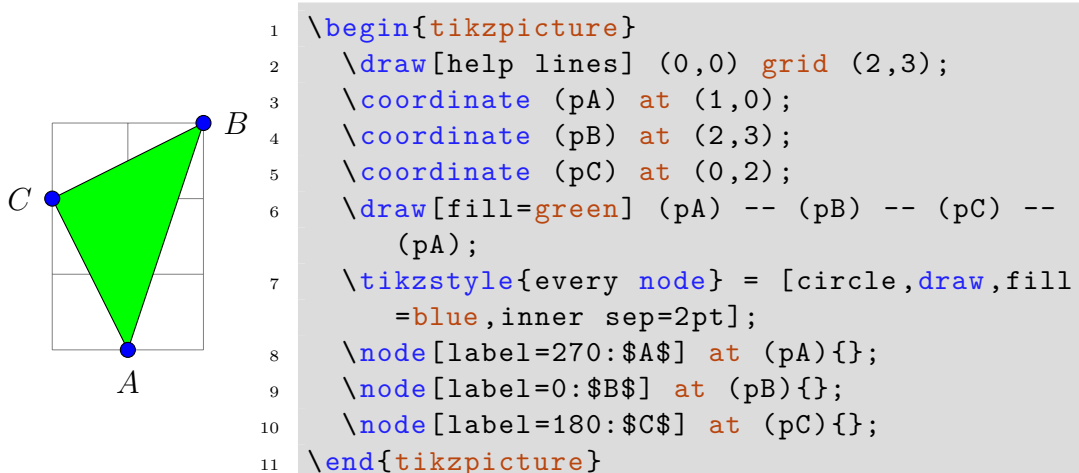 B
C
A
1 \begin{tikzpicture}
2 \draw[help lines] (0,0) grid (2,3);
3 \coordinate (pA) at (1,0);
4 \coordinate (pB) at (2,3);
5 \coordinate (pC) at (0,2);
6 \draw[fill=green] (pA) -- (pB) -- (pC) --
(pA);
7 \tikzstyle{every node} = [circle,draw,fill
=blue,inner sep=2pt];
8 \node[label=270:$A$] at (pA){};
9 \node[label=0:$B$] at (pB){};
10 \node[label=180:$C$] at (pC){};
11 \end{tikzpicture}